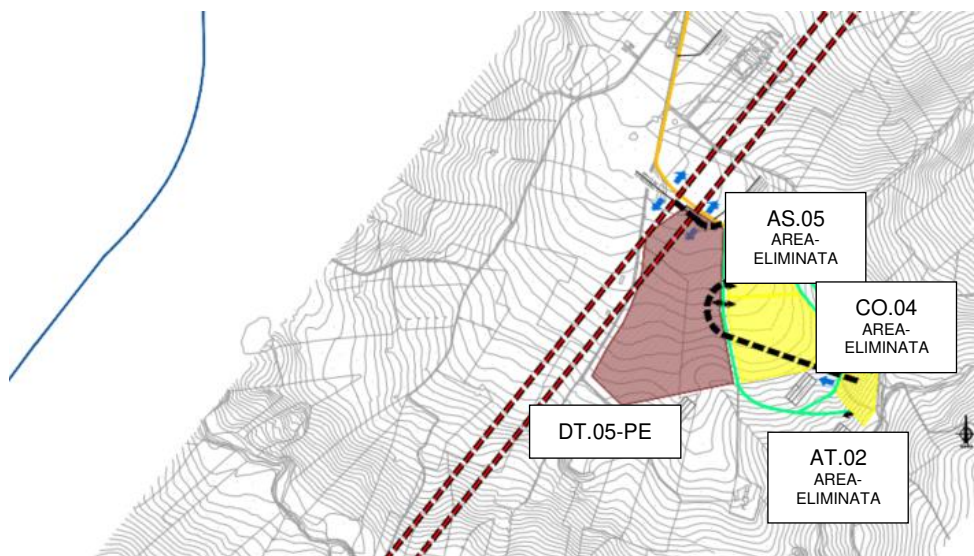 AS.05
AREA-
ELIMINATA
CO.04
AREA-
ELIMINATA
DT.05-PE
AT.02
AREA-
ELIMINATA